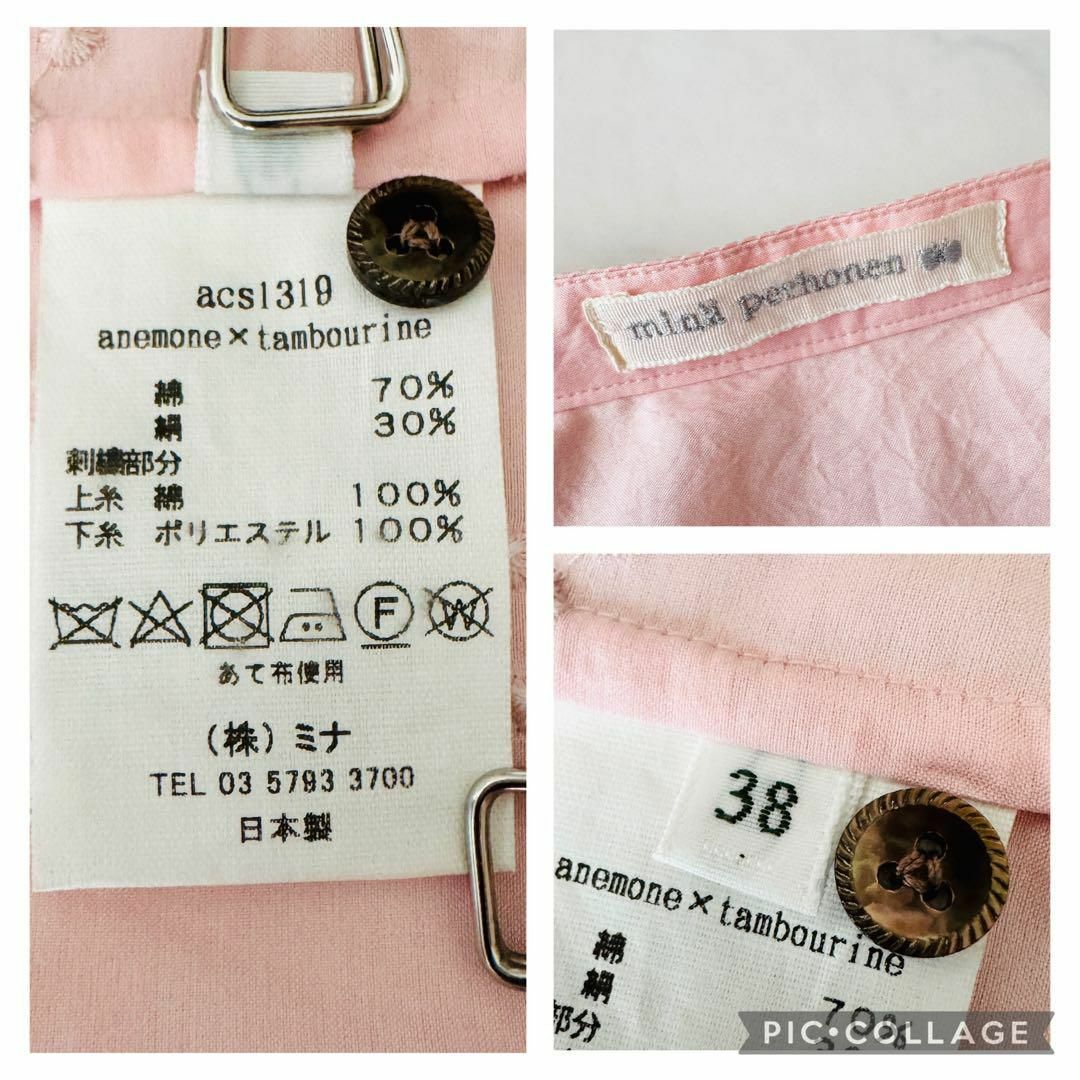 acs1319
anemone×tambourine
綿 70%
絹 30%
刺繍部分
上糸 綿 100%
下糸 ポリエステル 100%
F W
あて布使用
(株)ミナ
TEL 03 5793 3700
日本製
minä perhonen
38
anemone×tambourine
綿
絹 70%
部分
PIC•COLLAGE